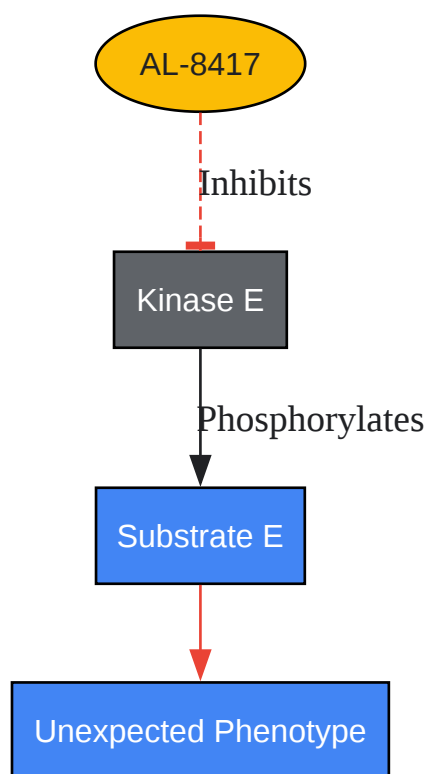 AL-8417
Inhibits
Kinase E
Phosphorylates
Substrate E
Unexpected Phenotype